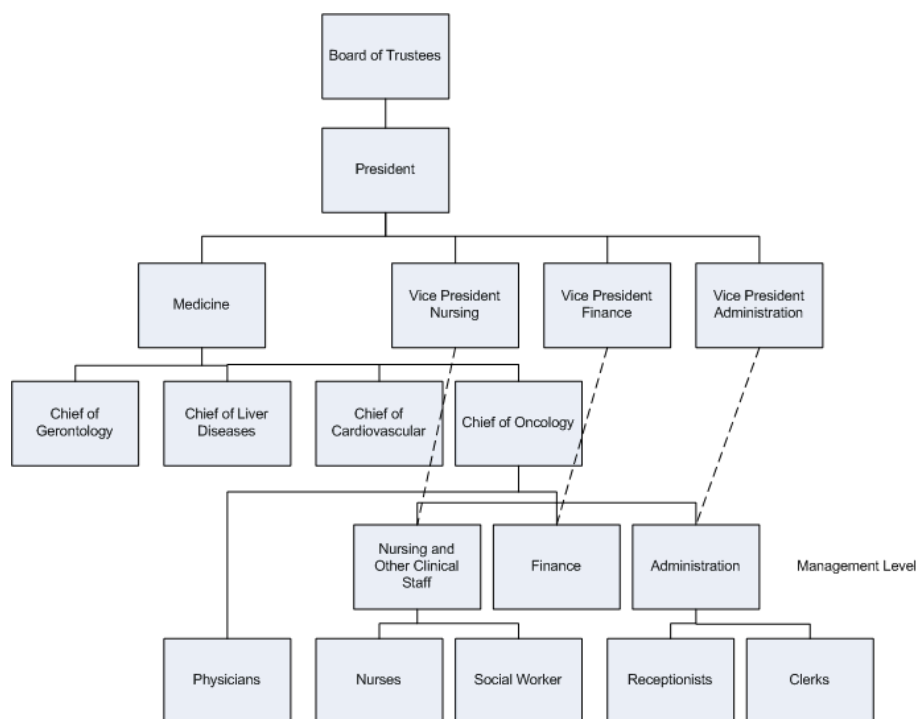 Board of Trustees
President
Medicine
Vice President
Nursing
Vice President
Finance
Vice President
Administration
Chief of
Gerontology
Chief of Liver
Diseases
Chief of
Cardiovascular
Chief of Oncology
Nursing and
Other Clinical
Staff
Finance
Administration
Management Level
Physicians
Nurses
Social Worker
Receptionists
Clerks